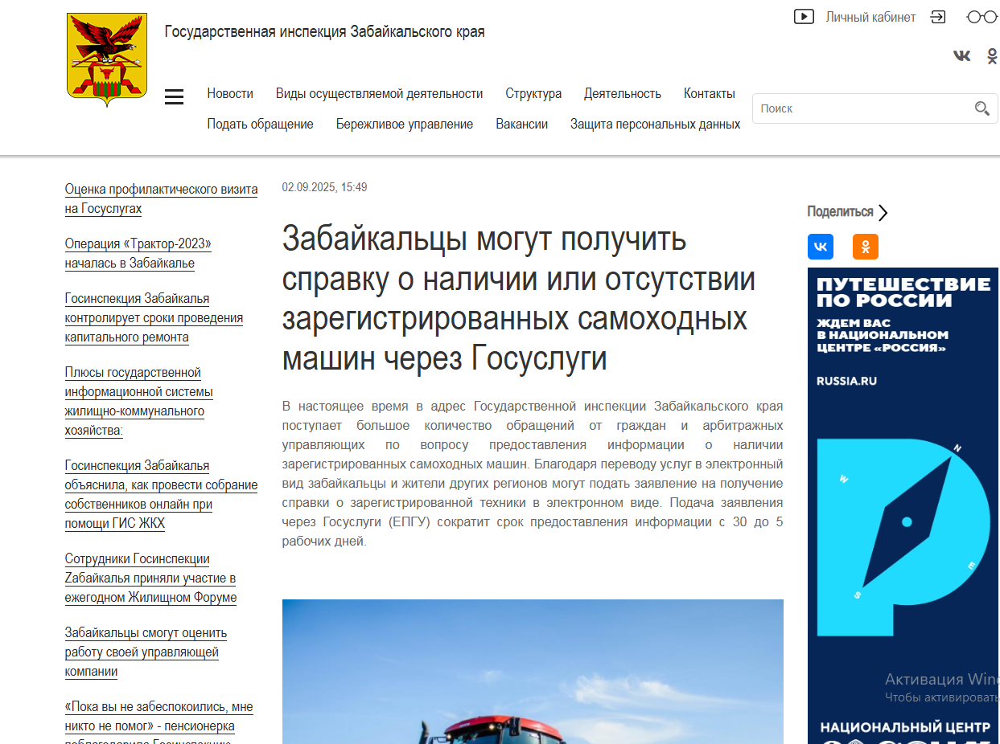 Государственная инспекция Забайкальского края
Личный кабинет
Новости Виды осуществляемой деятельности Структура Деятельность Контакты
Подать обращение Бережливое управление Вакансии Защита персональных данных
Поиск
Оценка профилактического визита
на Госуслугах
Операция «Трактор-2023»
началась в Забайкалье
Госинспекция Забайкалья
контролирует сроки проведения
капитального ремонта
Плюсы государственной
информационной системы
жилищно-коммунального
хозяйства:
Госинспекция Забайкалья
объяснила, как провести собрание
собственников онлайн при
помощи ГИС ЖКХ
Сотрудники Госинспекции
Zабайкалья приняли участие в
ежегодном Жилищном Форуме
Забайкальцы смогут оценить
работу своей управляющей
компании
«Пока вы не забеспокоились, мне
никто не помог» - пенсионерка
поблагодарила Госинспекцию
02.09.2025, 15:49
Забайкальцы могут получить
справку о наличии или отсутствии
зарегистрированных самоходных
машин через Госуслуги
В настоящее время в адрес Государственной инспекции Забайкальского края
поступает большое количество обращений от граждан и арбитражных
управляющих по вопросу предоставления информации о наличии
зарегистрированных самоходных машин. Благодаря переводу услуг в электронный
вид забайкальцы и жители других регионов могут подать заявление на получение
справки о зарегистрированной техники в электронном виде. Подача заявления
через Госуслуги (ЕПГУ) сократит срок предоставления информации с 30 до 5
рабочих дней.
Поделиться
ПУТЕШЕСТВИЕ
ПО РОССИИ
ЖДЕМ ВАС
В НАЦИОНАЛЬНОМ
ЦЕНТРЕ «РОССИЯ»
RUSSIA.RU
N
W
E
S
Активация Win
Чтобы активировать
НАЦИОНАЛЬНЫЙ ЦЕНТР